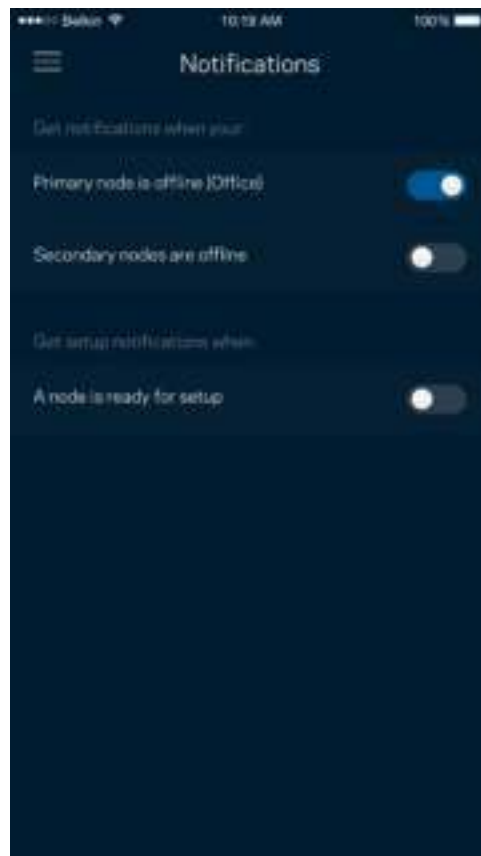 Belkin 10:19 AM 100%
Notifications
Get notifications when your:
Primary node is offline (Office)
Secondary nodes are offline
Get setup notifications when:
A node is ready for setup